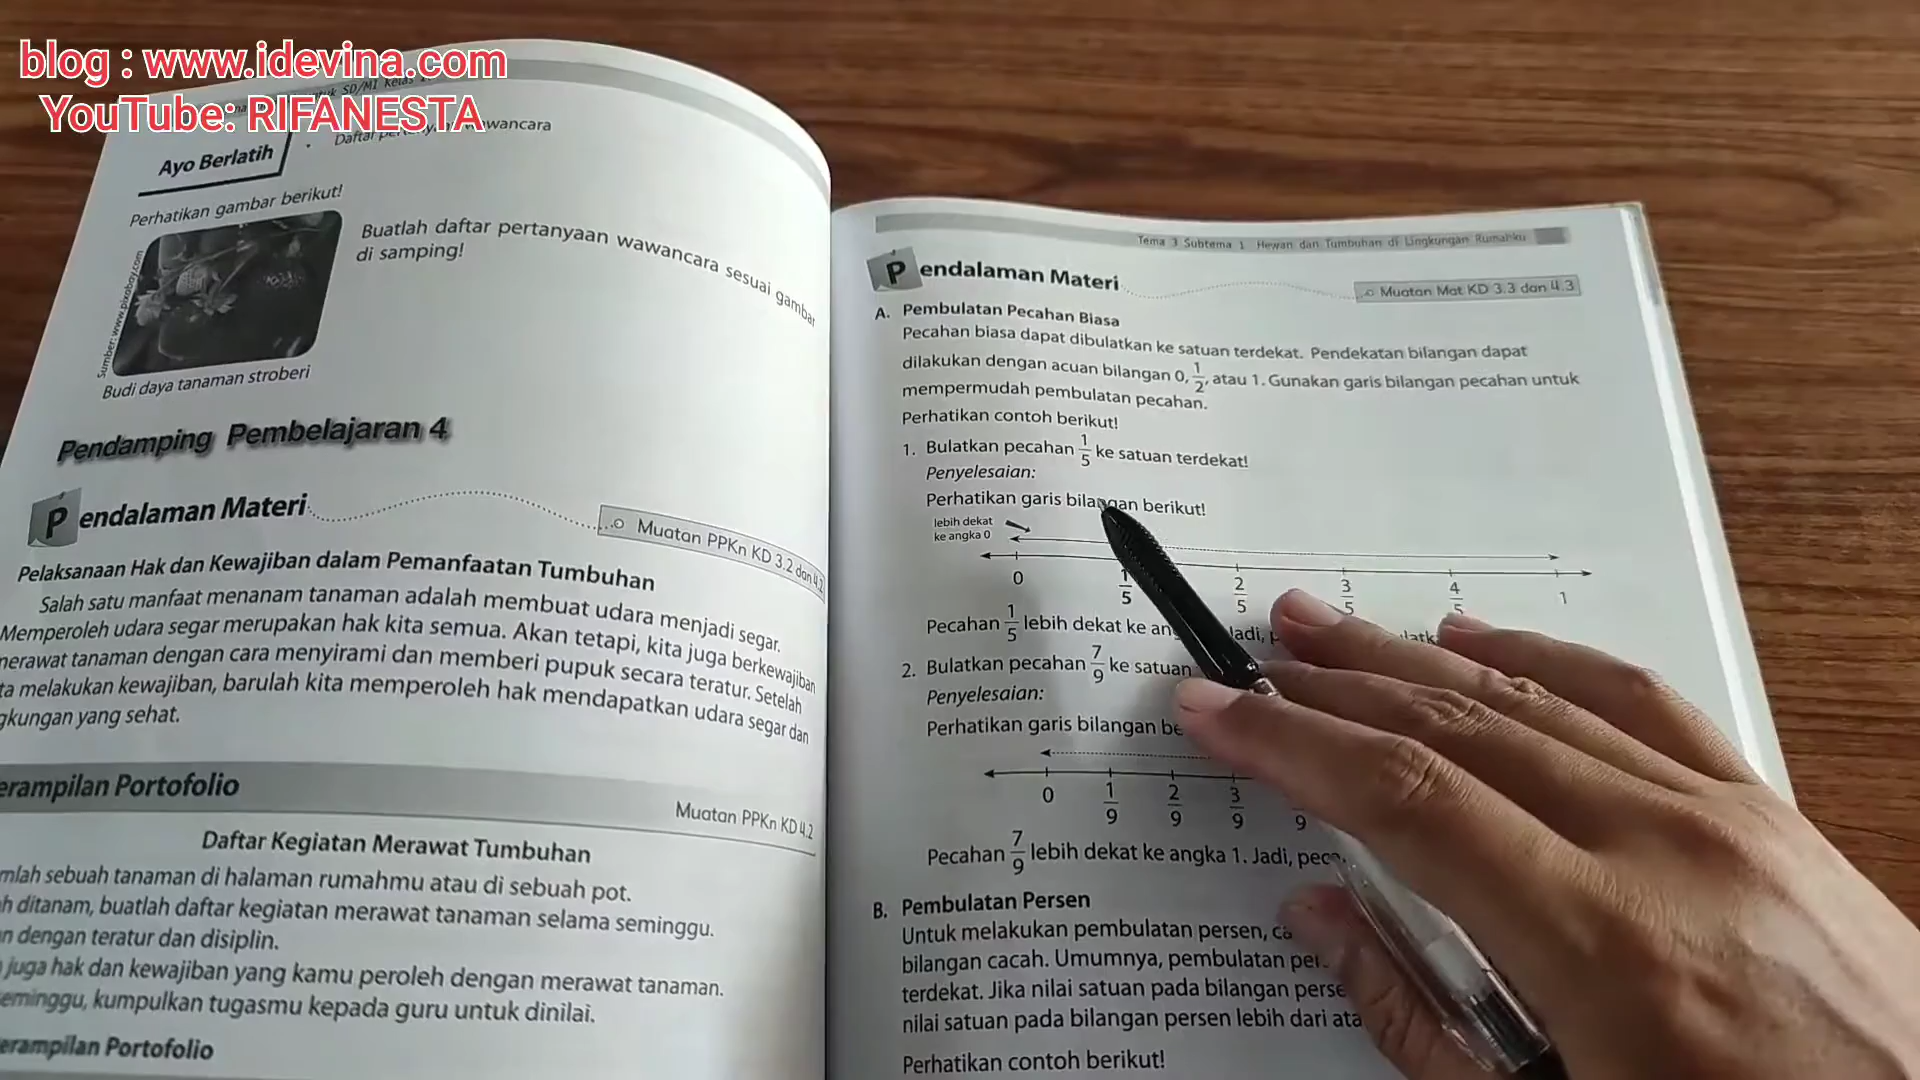 blog : www.idevina.com
YouTube: RIFANESTA
SD/MI Kelas
wawancara
Ayo Berlatih
Perhatikan gambar berikut!
Buatlah daftar pertanyaan wawancara sesuai gambar
di samping!
Sumber: www.pixabay.com
Budi daya tanaman stroberi
Pendamping Pembelajaran 4
Pendalaman Materi
Muatan PPKn KD 3.2 dan 4.2
Pelaksanaan Hak dan Kewajiban dalam Pemanfaatan Tumbuhan
Salah satu manfaat menanam tanaman adalah membuat udara menjadi segar.
Memperoleh udara segar merupakan hak kita semua. Akan tetapi, kita juga berkewajiban
merawat tanaman dengan cara menyirami dan memberi pupuk secara teratur. Setelah
ta melakukan kewajiban, barulah kita memperoleh hak mendapatkan udara segar dan
gkungan yang sehat.
erampilan Portofolio
Muatan PPKn KD 4.2
Daftar Kegiatan Merawat Tumbuhan
mlah sebuah tanaman di halaman rumahmu atau di sebuah pot.
h ditanam, buatlah daftar kegiatan merawat tanaman selama seminggu.
n dengan teratur dan disiplin.
juga hak dan kewajiban yang kamu peroleh dengan merawat tanaman.
seminggu, kumpulkan tugasmu kepada guru untuk dinilai.
erampilan Portofolio
Tema 3 Subtema 1 Hewan dan Tumbuhan di Lingkungan Rumahku
Pendalaman Materi
Muatan Mat KD 3.3 dan 4.3
A. Pembulatan Pecahan Biasa
Pecahan biasa dapat dibulatkan ke satuan terdekat. Pendekatan bilangan dapat
dilakukan dengan acuan bilangan 0, 1/2, atau 1. Gunakan garis bilangan pecahan untuk
mempermudah pembulatan pecahan.
Perhatikan contoh berikut!
1. Bulatkan pecahan 1/5 ke satuan terdekat!
Penyelesaian:
Perhatikan garis bilangan berikut!
lebih dekat
ke angka 0
0 1/5 2/5 3/5 4/5 1
Pecahan 1/5 lebih dekat ke an Jadi, p
2. Bulatkan pecahan 7/9 ke satuan
Penyelesaian:
Perhatikan garis bilangan be
0 1/9 2/9 3/9 9
Pecahan 7/9 lebih dekat ke angka 1. Jadi, peca
B. Pembulatan Persen
Untuk melakukan pembulatan persen, ca
bilangan cacah. Umumnya, pembulatan per
terdekat. Jika nilai satuan pada bilangan perse
nilai satuan pada bilangan persen lebih dari ata
Perhatikan contoh berikut!